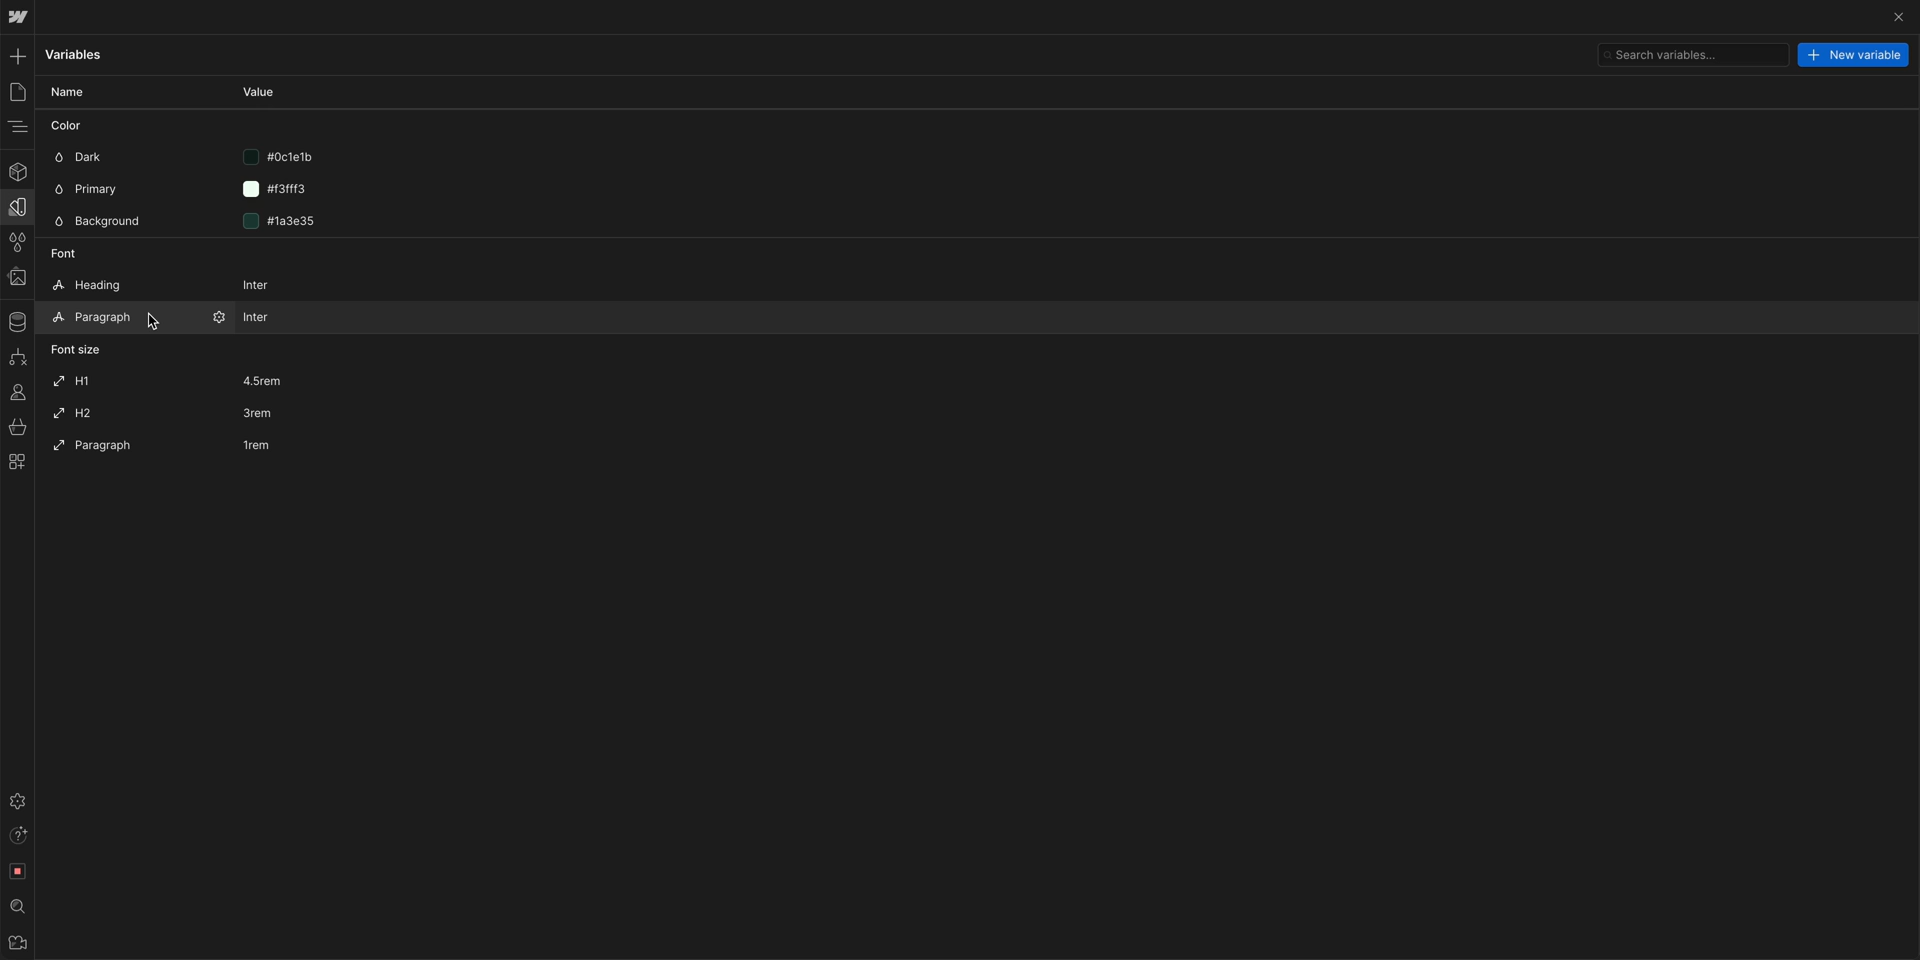 Variables
Search variables...
New variable
Name Value
Color
Dark #0c1e1b
Primary #f3fff3
Background #1a3e35
Font
Heading Inter
Paragraph Inter
Font size
H1 4.5rem
H2 3rem
Paragraph 1rem